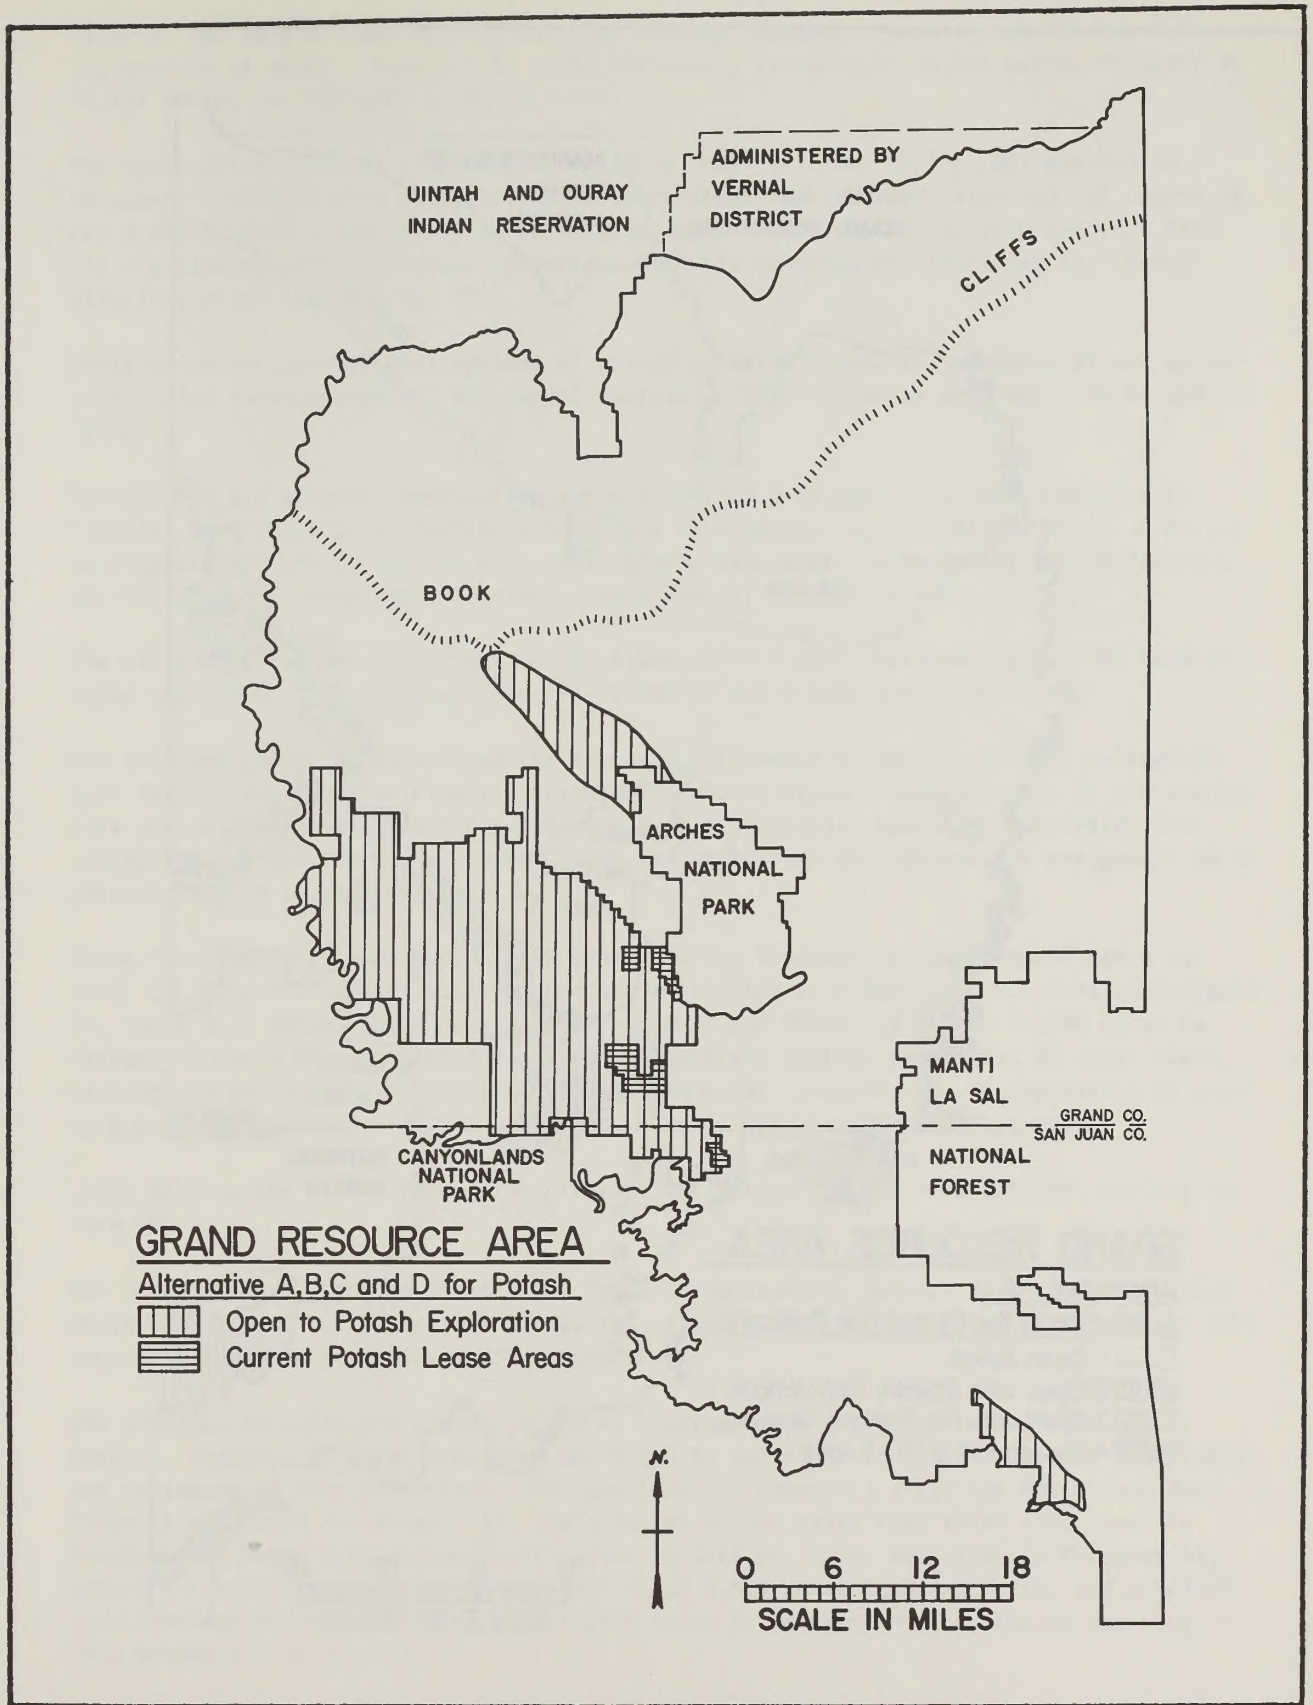 UINTAH AND OURAY
INDIAN RESERVATION
ADMINISTERED BY
VERNAL
DISTRICT
CLIFFS
BOOK
ARCHES
NATIONAL
PARK
MANTI
LA SAL
GRAND CO.
SAN JUAN CO.
NATIONAL
FOREST
CANYONLANDS
NATIONAL
PARK
GRAND RESOURCE AREA
Alternative A,B,C and D for Potash
Open to Potash Exploration
Current Potash Lease Areas
N.
0 6 12 18
SCALE IN MILES